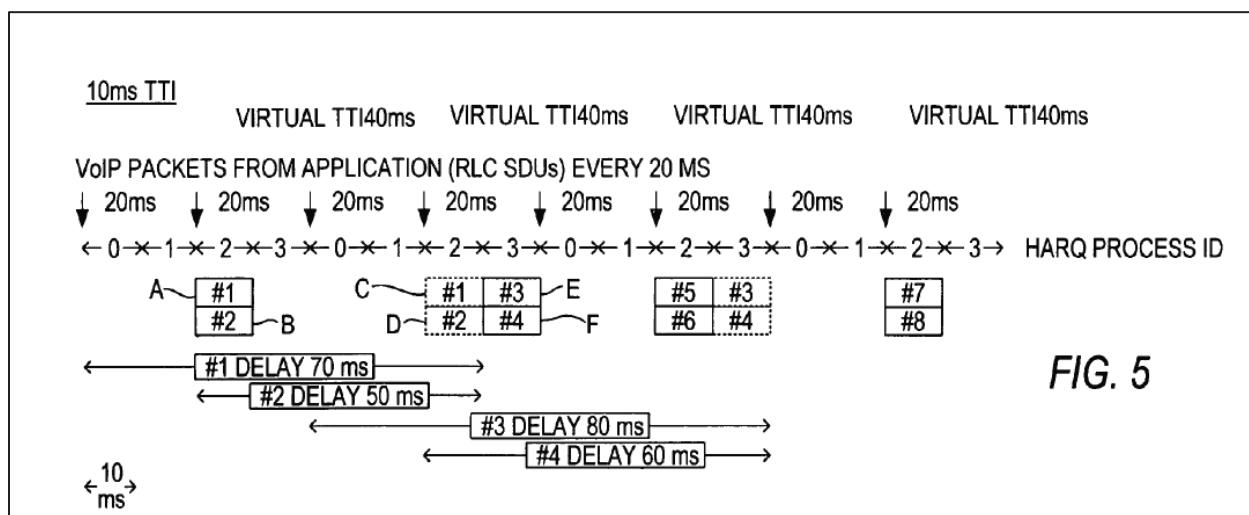 10ms TTI
VIRTUAL TTI40ms VIRTUAL TTI40ms VIRTUAL TTI40ms VIRTUAL TTI40ms
VoIP PACKETS FROM APPLICATION (RLC SDUs) EVERY 20 MS
20ms 20ms 20ms 20ms 20ms 20ms 20ms 20ms
0 1 2 3 0 1 2 3 0 1 2 3 0 1 2 3 HARQ PROCESS ID
A #1 C #1 #3 E #5 #3 #7
#2 B D #2 #4 F #6 #4 #8
#1 DELAY 70 ms
#2 DELAY 50 ms
#3 DELAY 80 ms
#4 DELAY 60 ms
FIG. 5
10
ms